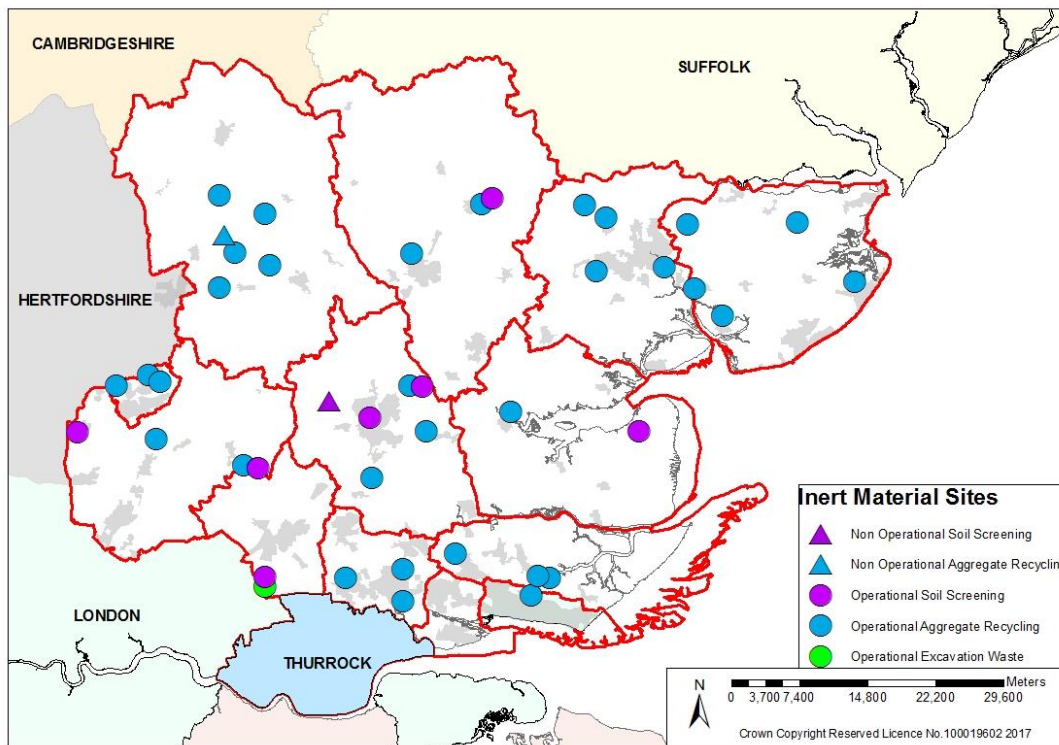 CAMBRIDGESHIRE
SUFFOLK
HERTFORDSHIRE
LONDON
THURROCK
Inert Material Sites
Non Operational Soil Screening
Non Operational Aggregate Recyclin
Operational Soil Screening
Operational Aggregate Recycling
Operational Excavation Waste
N
Meters
0 3,700 7,400 14,800 22,200 29,600
Crown Copyright Reserved Licence No.100019602 2017